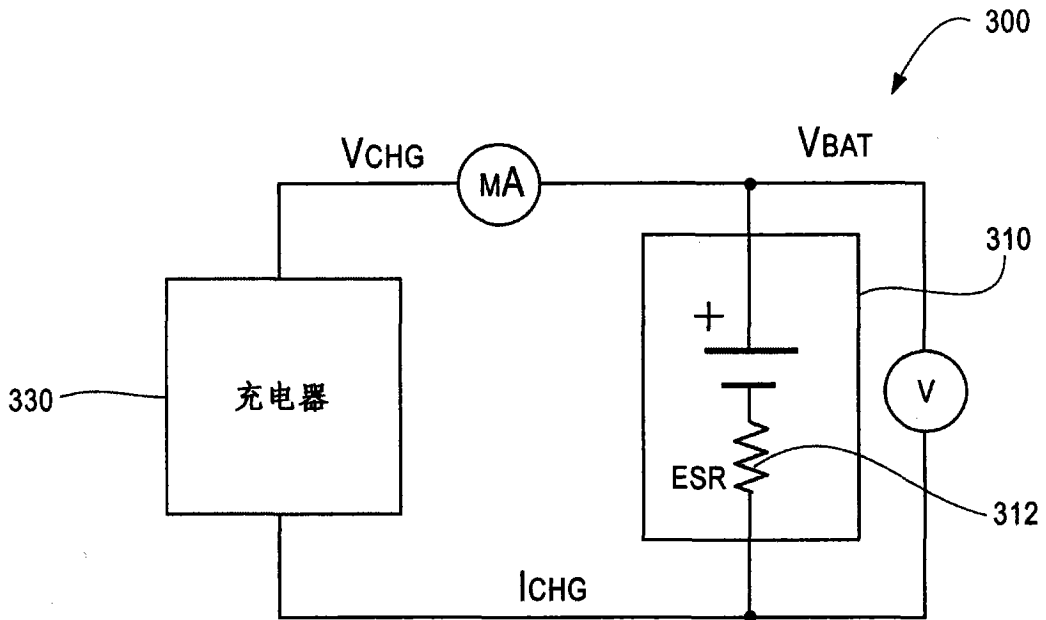 300
VCHG
MA
VBAT
310
+
330
充电器
V
ESR
312
ICHG